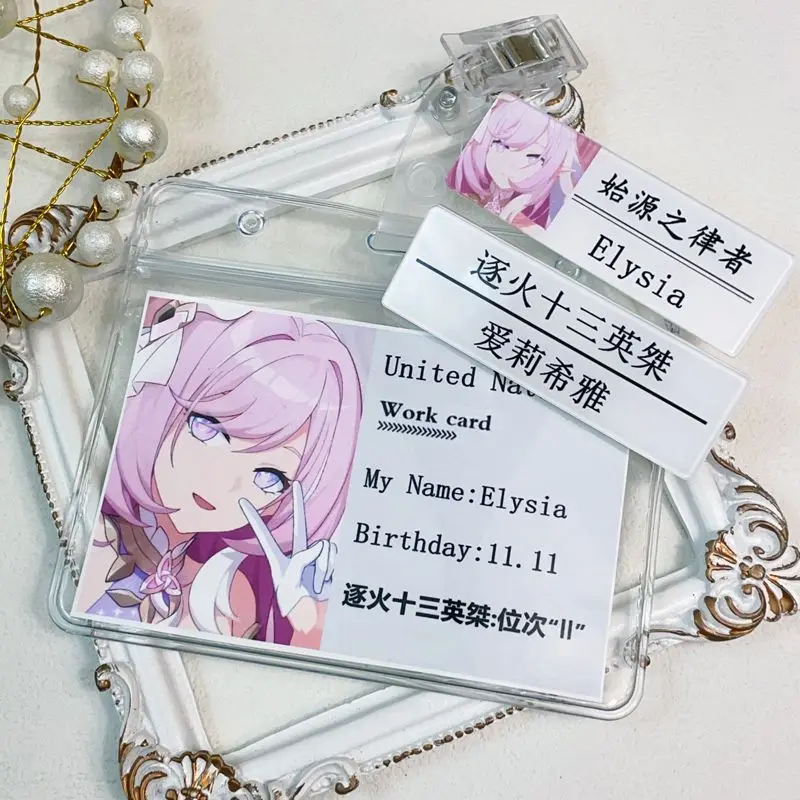 始源之律者
Elysia
逐火十三英桀
爱莉希雅
United
Work card
My Name:Elysia
Birthday:11.11
逐火十三英桀:位次“II”